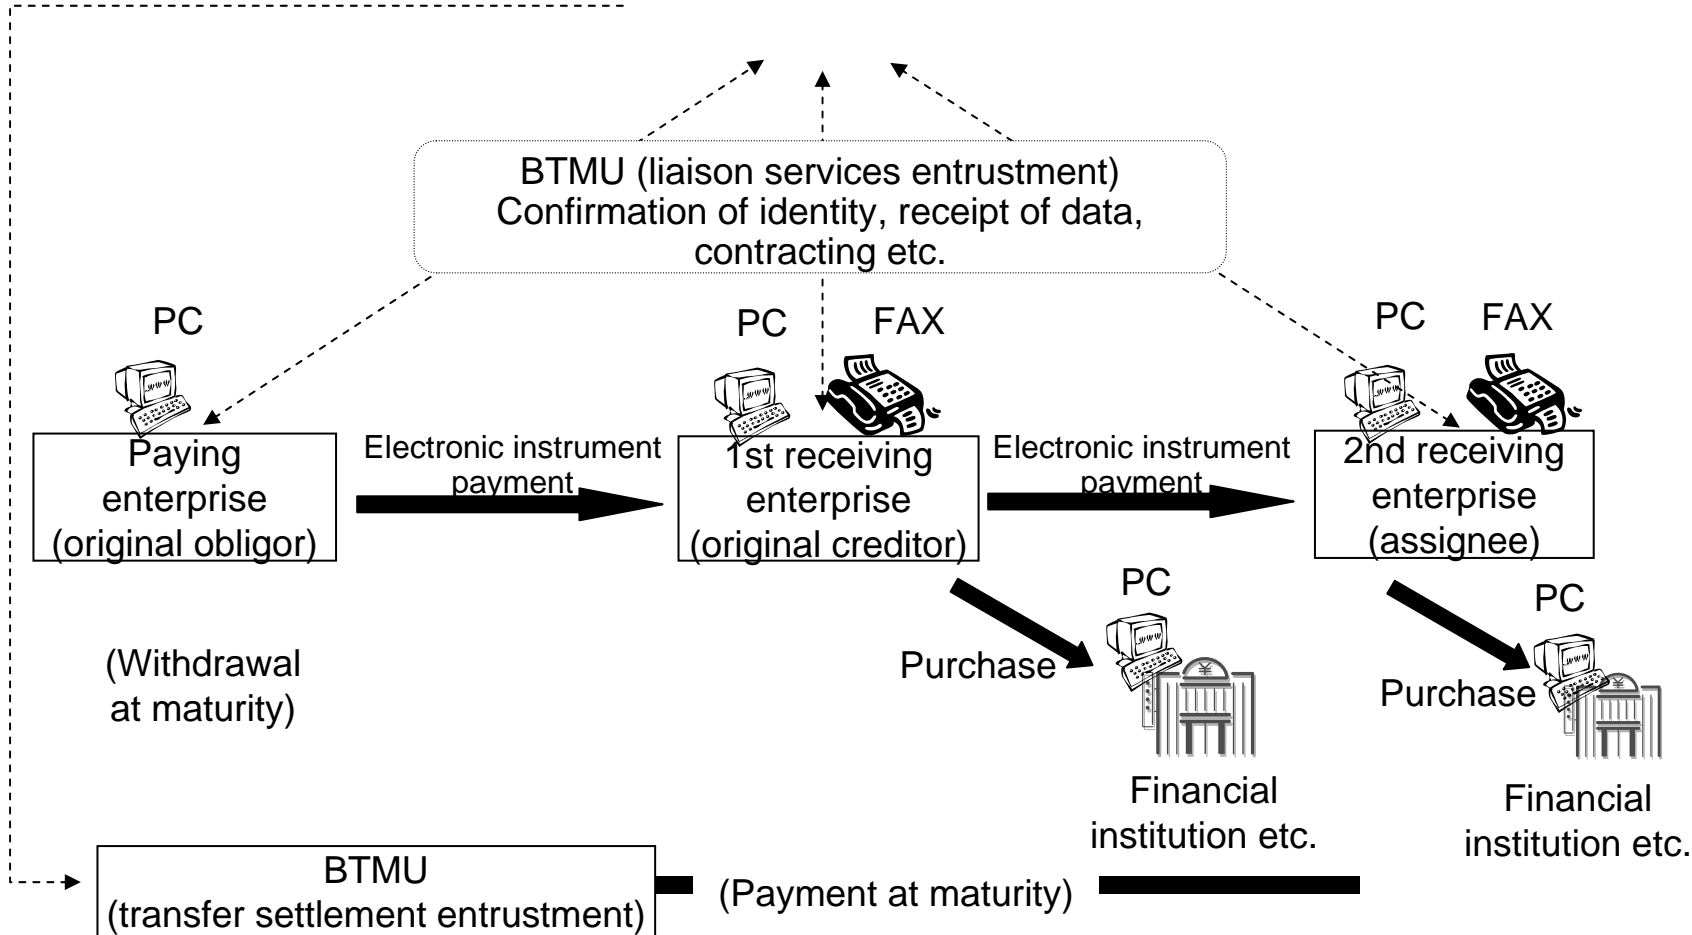 BTMU (liaison services entrustment)
Confirmation of identity, receipt of data,
contracting etc.
PC
PC
FAX
PC
FAX
Paying
enterprise
(original obligor)
Electronic instrument
payment
1st receiving
enterprise
(original creditor)
Electronic instrument
payment
2nd receiving
enterprise
(assignee)
PC
PC
(Withdrawal
at maturity)
Purchase
Purchase
¥
¥
Financial
institution etc.
Financial
institution etc.
BTMU
(transfer settlement entrustment)
(Payment at maturity)